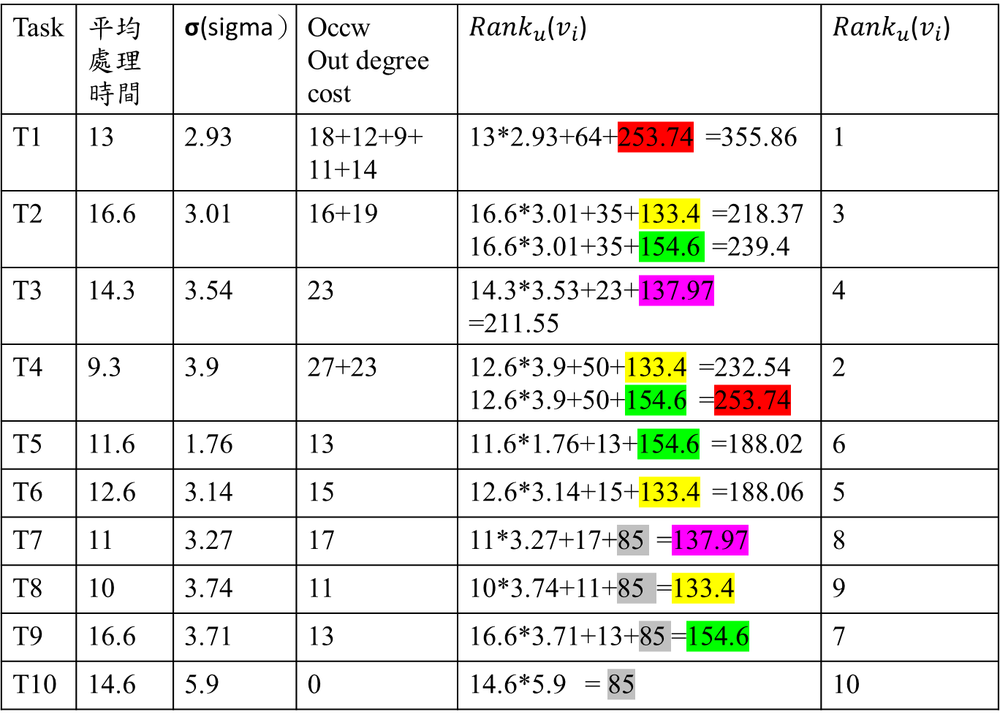 Task 平均處理時間 σ(sigma） Occw Out degree cost Rankᵤ(vᵢ) Rankᵤ(vᵢ)
T1 13 2.93 18+12+9+11+14 13*2.93+64+253.74 =355.86 1
T2 16.6 3.01 16+19 16.6*3.01+35+133.4 =218.37 3
16.6*3.01+35+154.6 =239.4
T3 14.3 3.54 23 14.3*3.53+23+137.97 4
=211.55
T4 9.3 3.9 27+23 12.6*3.9+50+133.4 =232.54 2
12.6*3.9+50+154.6 =253.74
T5 11.6 1.76 13 11.6*1.76+13+154.6 =188.02 6
T6 12.6 3.14 15 12.6*3.14+15+133.4 =188.06 5
T7 11 3.27 17 11*3.27+17+85 =137.97 8
T8 10 3.74 11 10*3.74+11+85 =133.4 9
T9 16.6 3.71 13 16.6*3.71+13+85 =154.6 7
T10 14.6 5.9 0 14.6*5.9 = 85 10